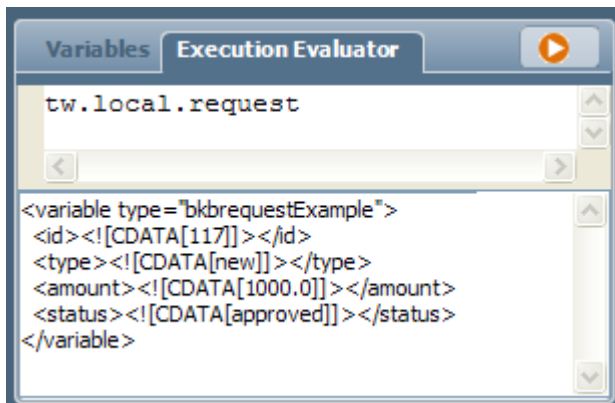 Variables Execution Evaluator
tw.local.request
<variable type="bkbrequestExample">
<id><![CDATA[117]]></id>
<type><![CDATA[new]]></type>
<amount><![CDATA[1000.0]]></amount>
<status><![CDATA[approved]]></status>
</variable>